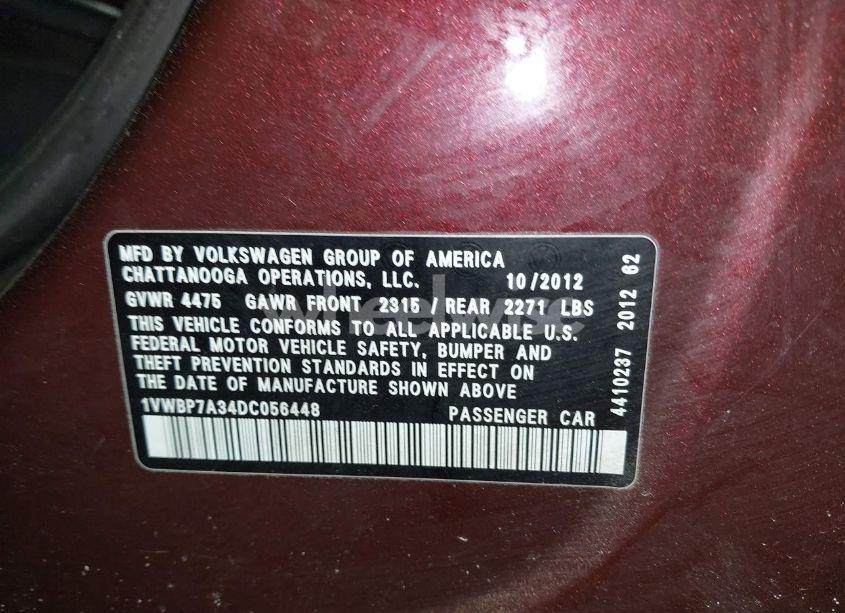 MFD BY VOLKSWAGEN GROUP OF AMERICA
CHATTANOOGA OPERATIONS, LLC. 10/2012
GVWR 4475 GAWR FRONT 2315 / REAR 2271 LBS
THIS VEHICLE CONFORMS TO ALL APPLICABLE U.S.
FEDERAL MOTOR VEHICLE SAFETY, BUMPER AND
THEFT PREVENTION STANDARDS IN EFFECT ON
THE DATE OF MANUFACTURE SHOWN ABOVE
1VWBP7A34DC056448 PASSENGER CAR
4410237 2012 62
wheelwise